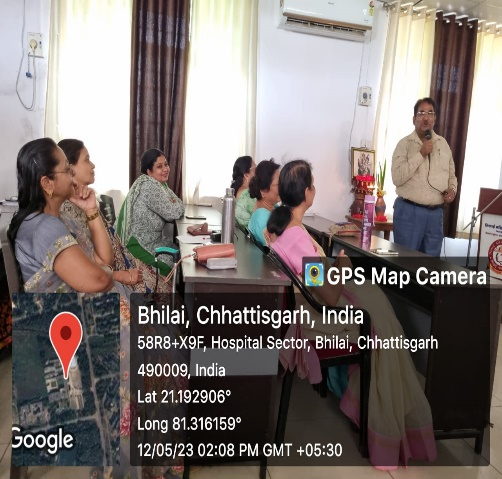 GPS Map Camera
Bhilai, Chhattisgarh, India
58R8+X9F, Hospital Sector, Bhilai, Chhattisgarh
490009, India
Lat 21.192906°
Long 81.316159°
12/05/23 02:08 PM GMT +05:30
Google